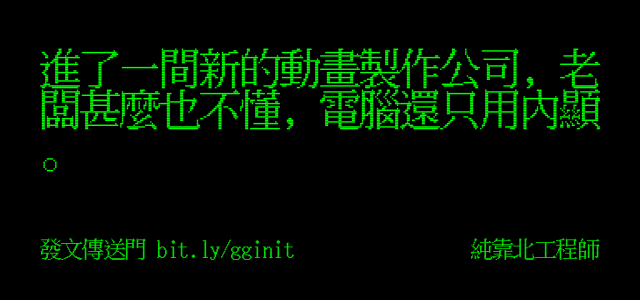 進了一間新的動畫製作公司，老
闆甚麼也不懂，電腦還只用內顯
。
發文傳送門 bit.ly/gginit
純靠北工程師